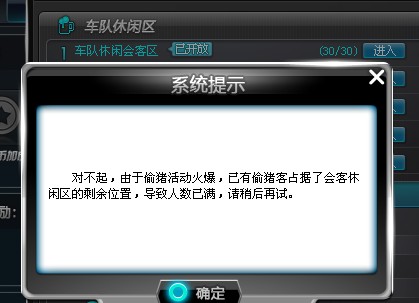 车队休闲区
1 车队休闲会客区 已开放 (30/30) 进入
系统提示
对不起，由于偷猪活动火爆，已有偷猪客占据了会客休
闲区的剩余位置，导致人数已满，请稍后再试。
确定